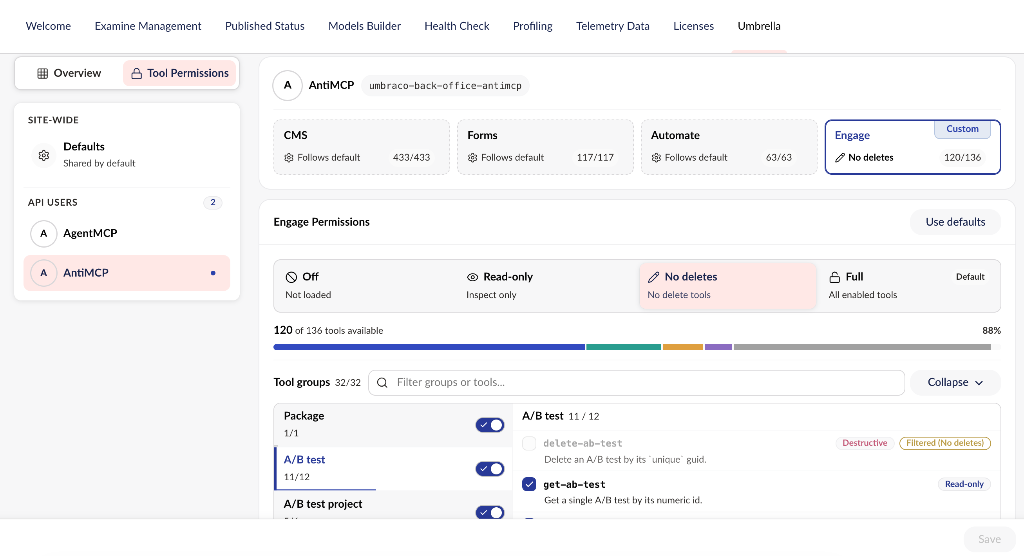 Welcome Examine Management Published Status Models Builder Health Check Profiling Telemetry Data Licenses Umbrella
Overview Tool Permissions
SITE-WIDE
Defaults
Shared by default
API USERS 2
A AgentMCP
A AntiMCP
A AntiMCP umbraco-back-office-antimcp
CMS
Follows default 433/433
Forms
Follows default 117/117
Automate
Follows default 63/63
Engage Custom
No deletes 120/136
Engage Permissions Use defaults
Off
Not loaded
Read-only
Inspect only
No deletes
No delete tools
Full Default
All enabled tools
120 of 136 tools available 88%
Tool groups 32/32 Filter groups or tools... Collapse
Package
1/1
A/B test
11/12
A/B test project
A/B test 11 / 12
delete-ab-test Destructive Filtered (No deletes)
Delete an A/B test by its `unique` guid.
get-ab-test Read-only
Get a single A/B test by its numeric id.
Save